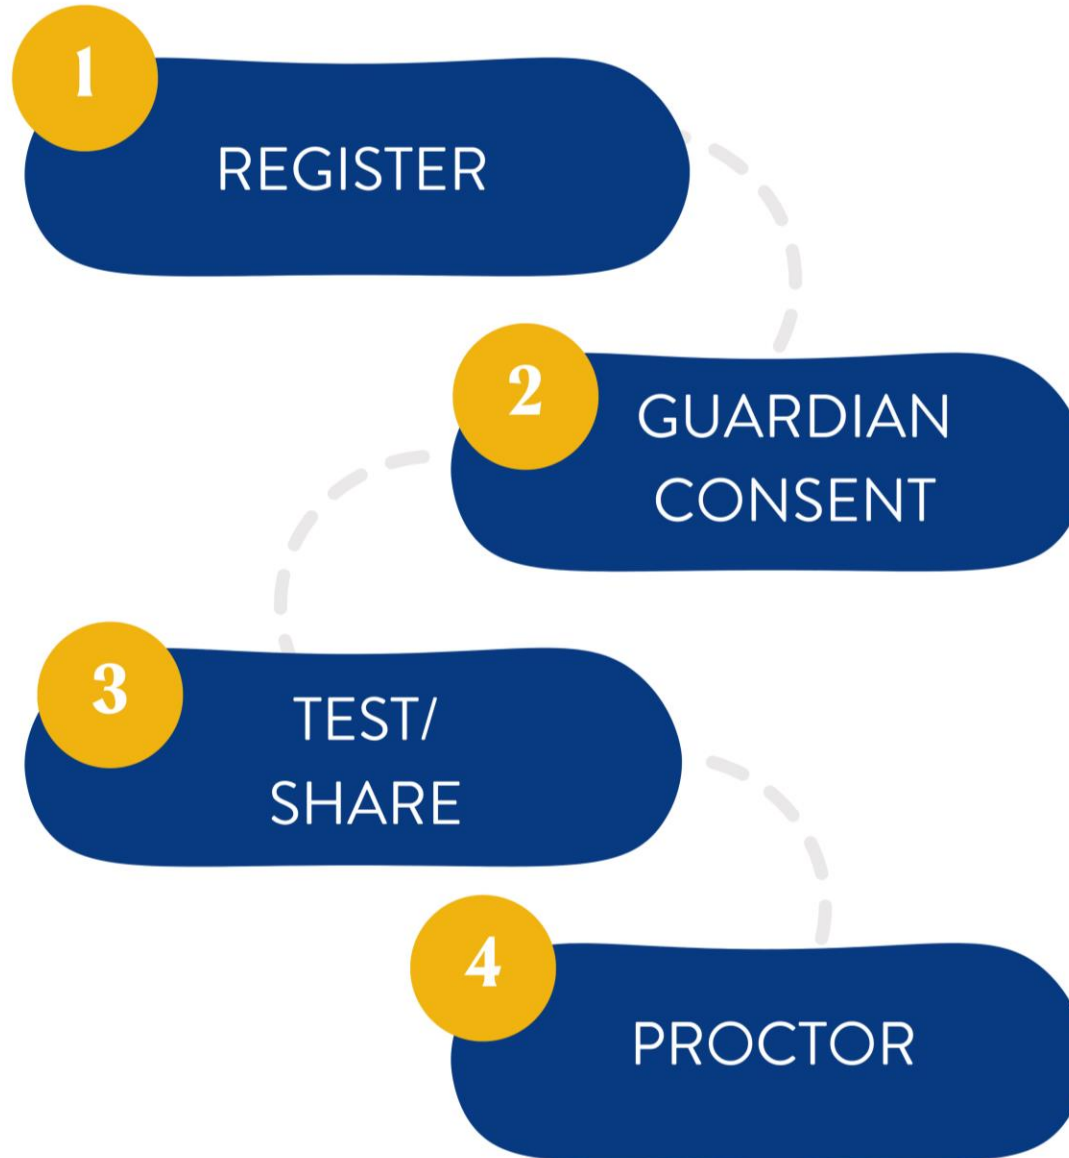 1
REGISTER
2
GUARDIAN
CONSENT
3
TEST/
SHARE
4
PROCTOR